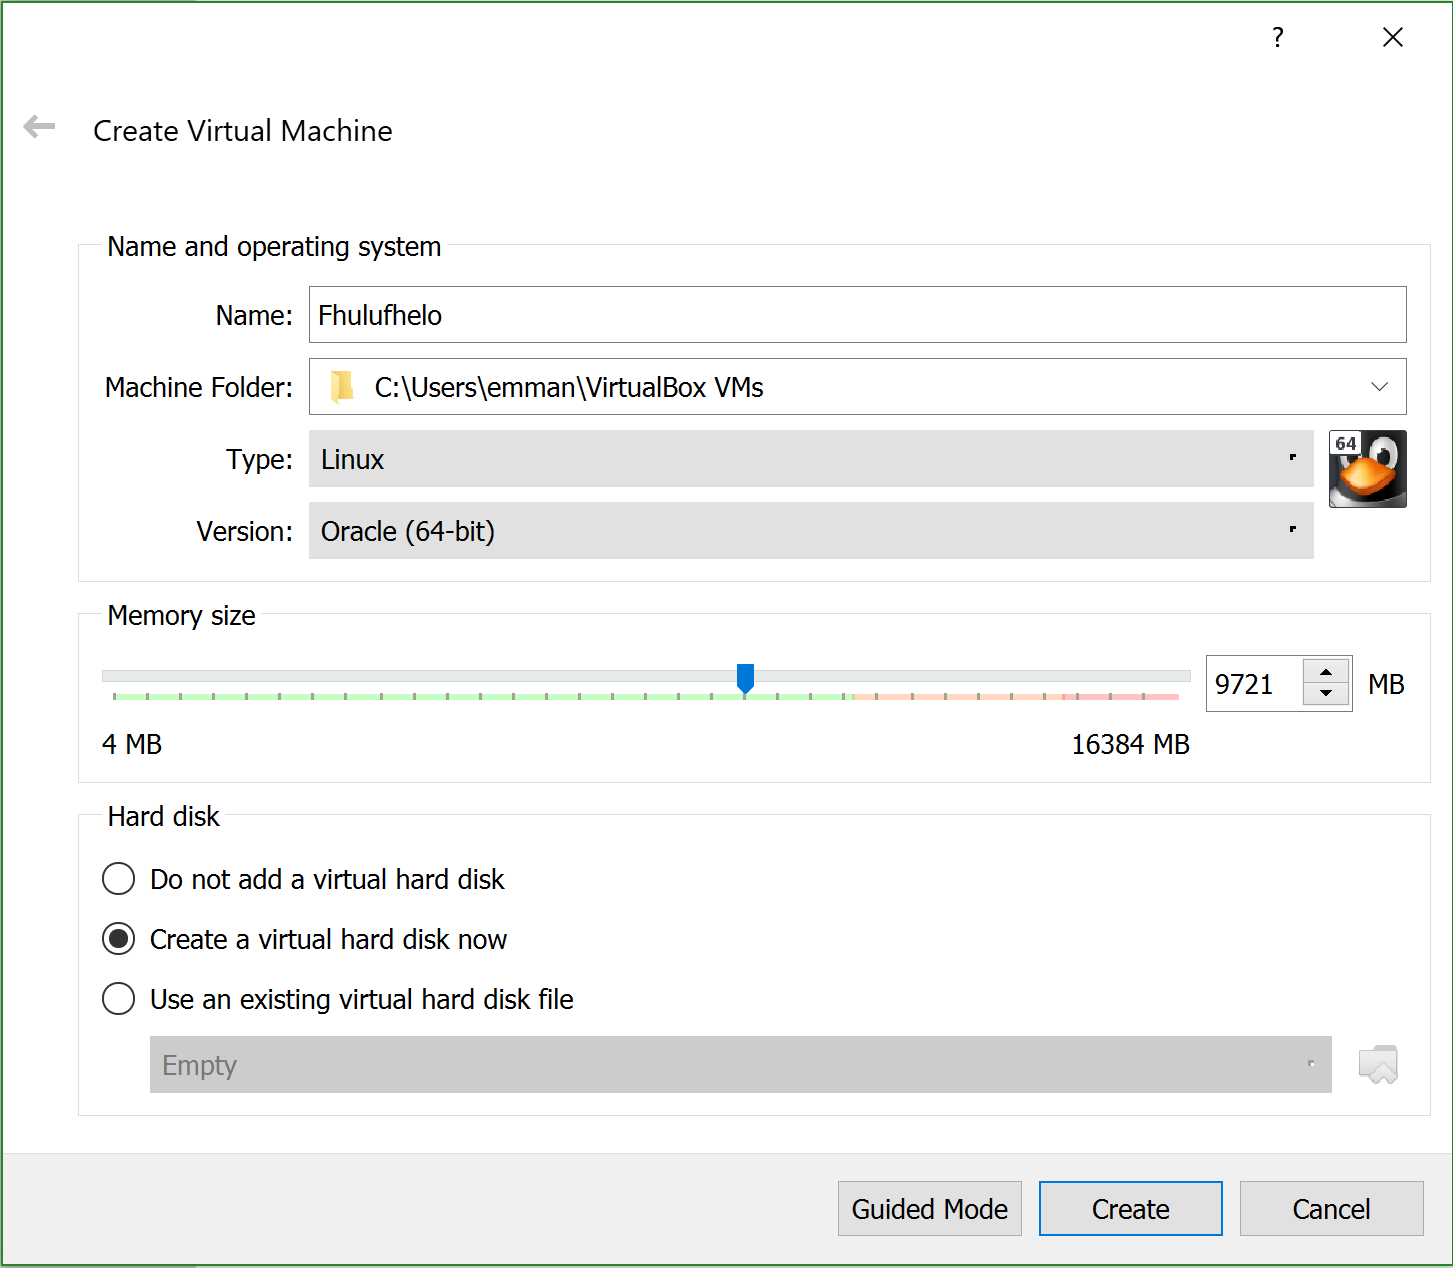 ?
Create Virtual Machine
Name and operating system
Name: Fhulufhelo
Machine Folder: C:\Users\emman\VirtualBox VMs
Type: Linux
64
Version: Oracle (64-bit)
Memory size
9721 MB
4 MB 16384 MB
Hard disk
Do not add a virtual hard disk
Create a virtual hard disk now
Use an existing virtual hard disk file
Empty
Guided Mode Create Cancel